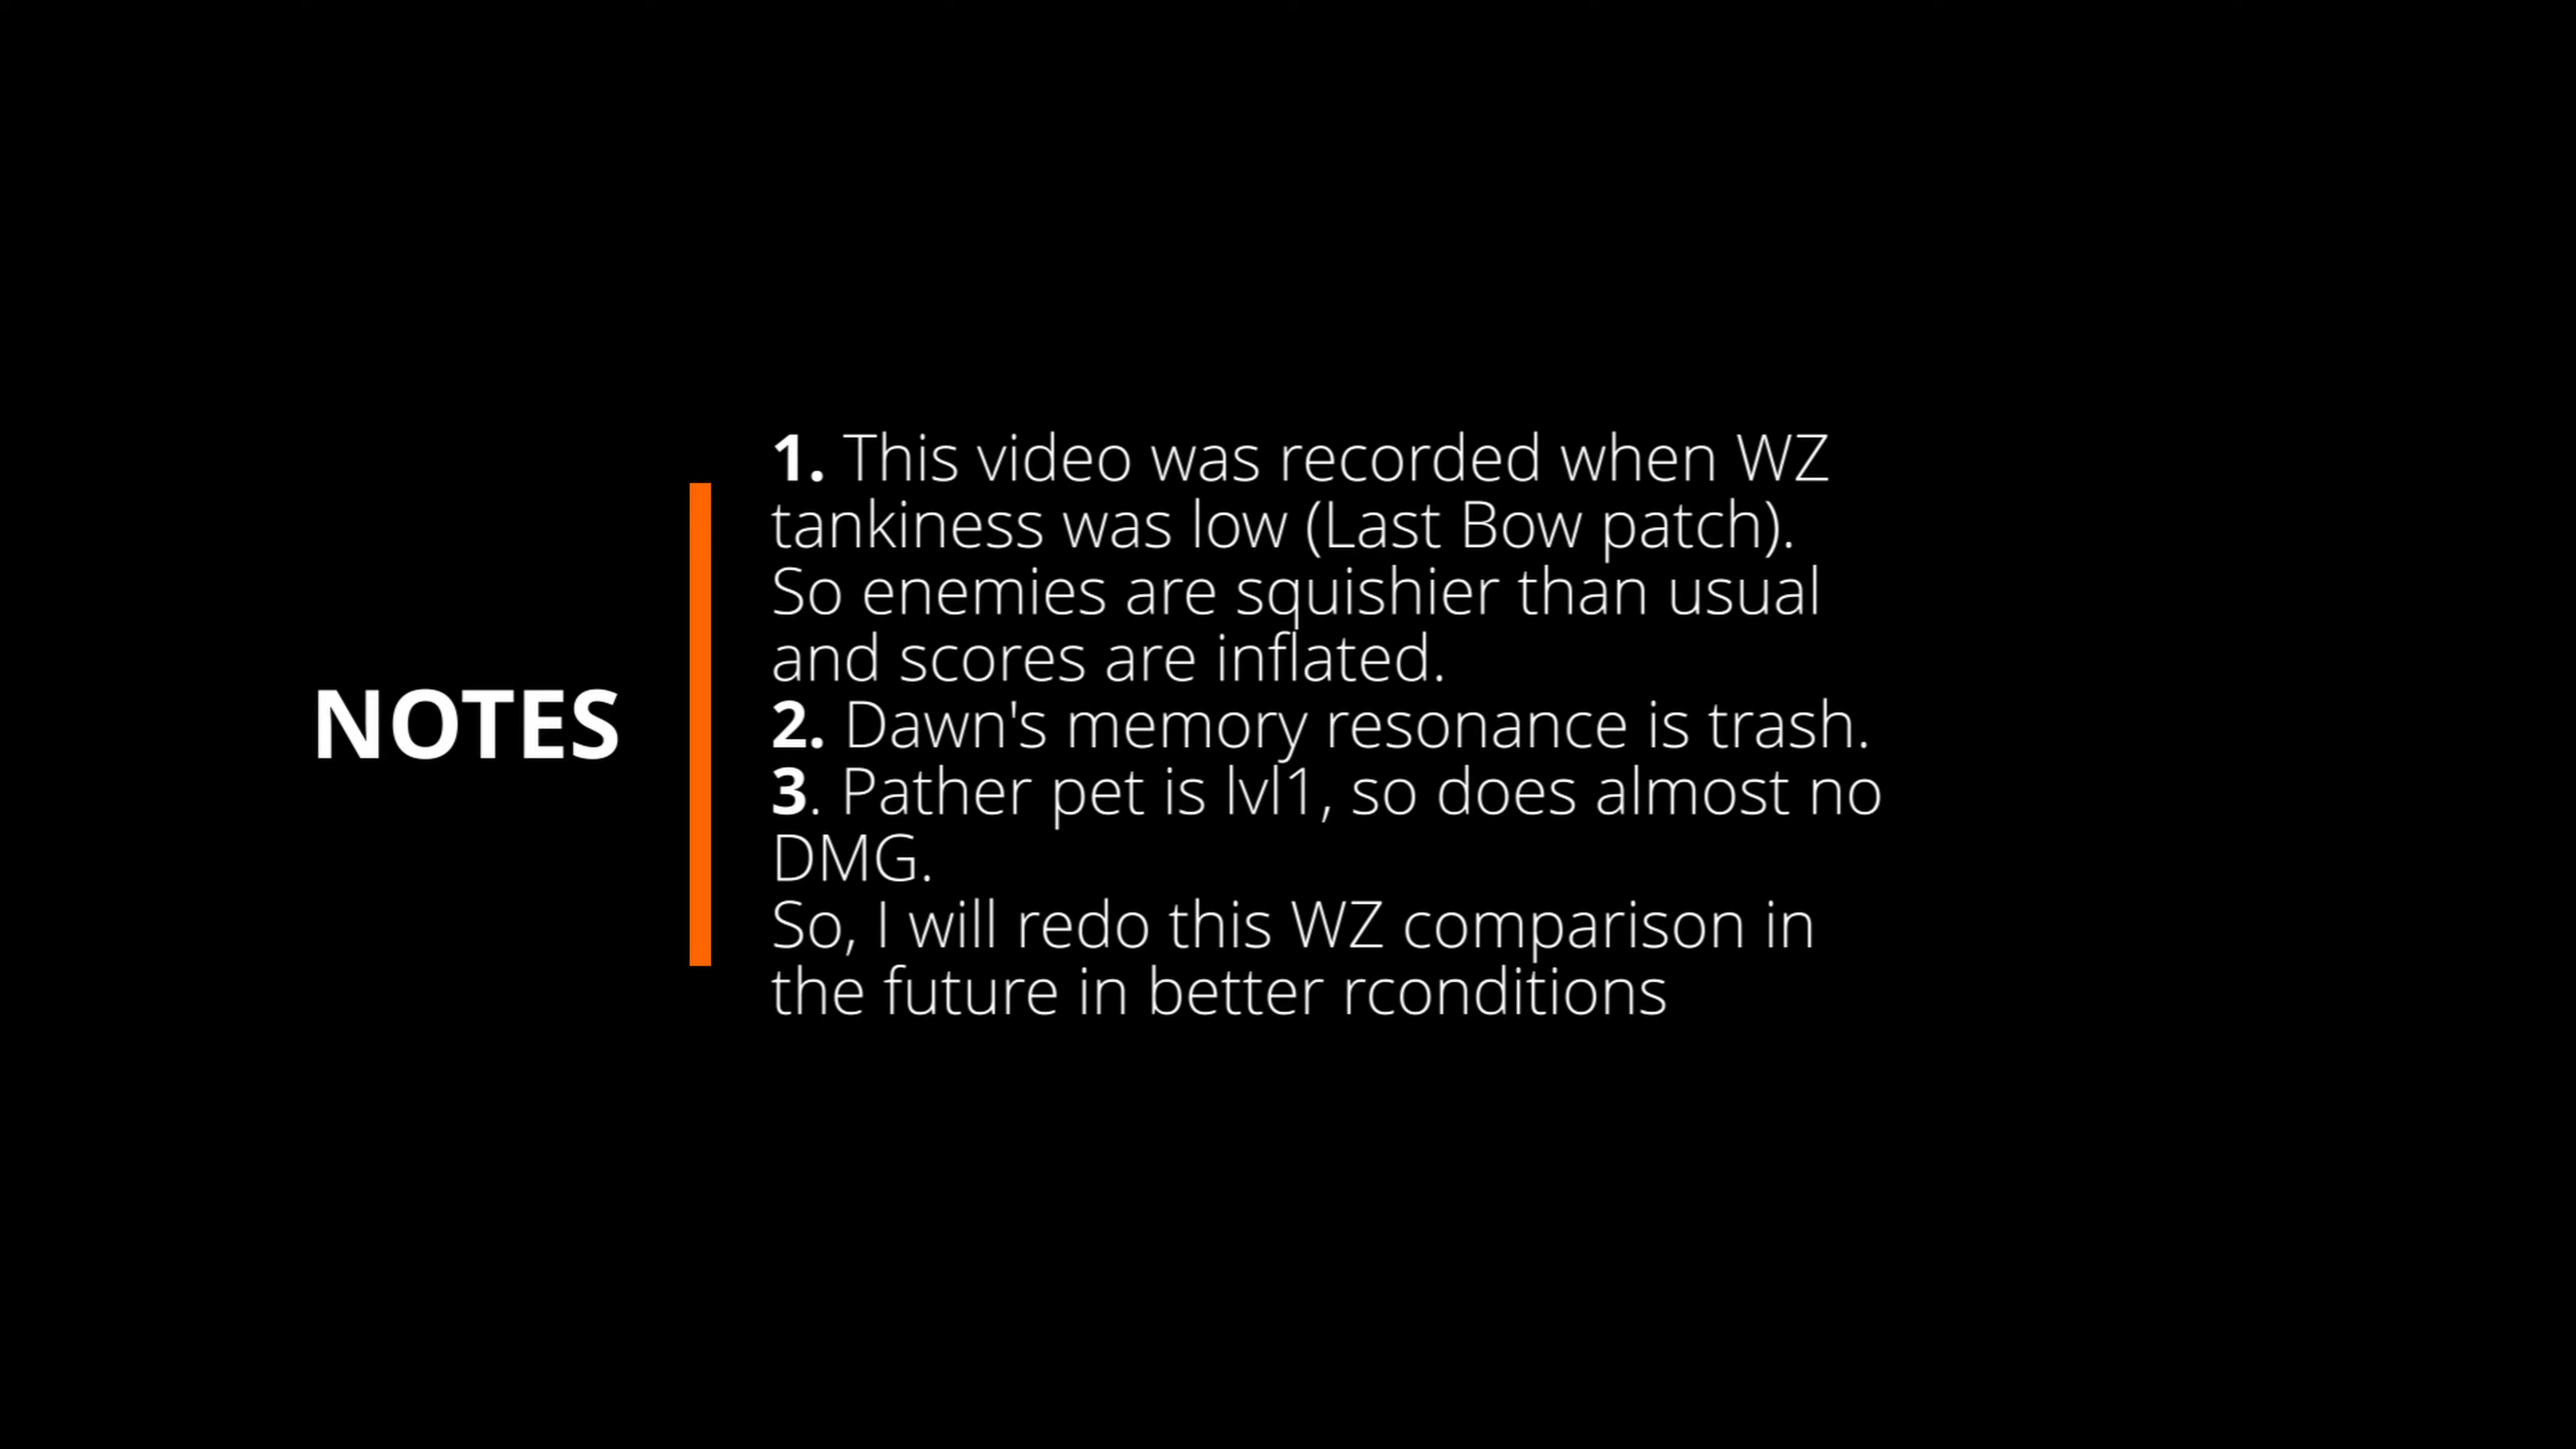 NOTES
1. This video was recorded when WZ
tankiness was low (Last Bow patch).
So enemies are squishier than usual
and scores are inflated.
2. Dawn's memory resonance is trash.
3. Pather pet is lvl1, so does almost no
DMG.
So, I will redo this WZ comparison in
the future in better rconditions